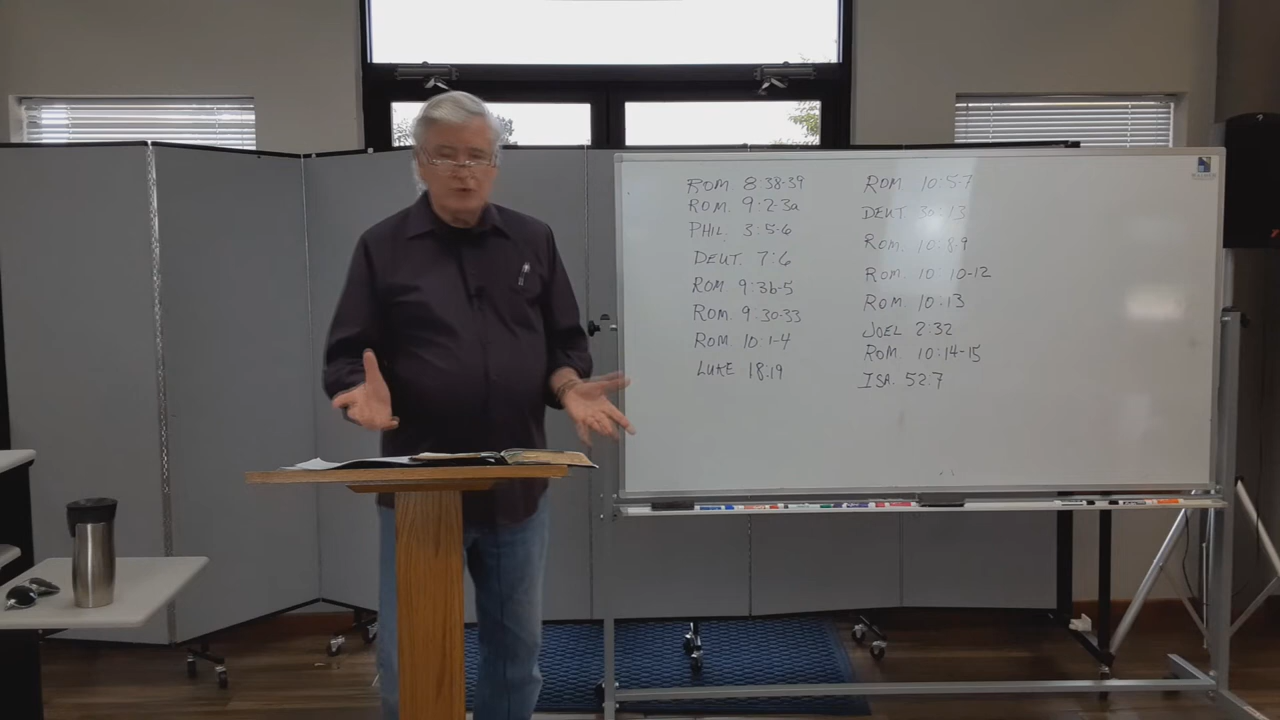 ROM 8:38-39
ROM. 9:2-3a
PHIL. 3:5-6
DEUT. 7:6
ROM. 9:3b-5
ROM. 9:30-33
ROM 10:1-4
LUKE 18:19
ROM 10:5-7
DEUT. 30:13
ROM. 10:8-9
ROM. 10:10-12
ROM. 10:13
JOEL 2:32
ROM. 10:14-15
ISA. 52:7